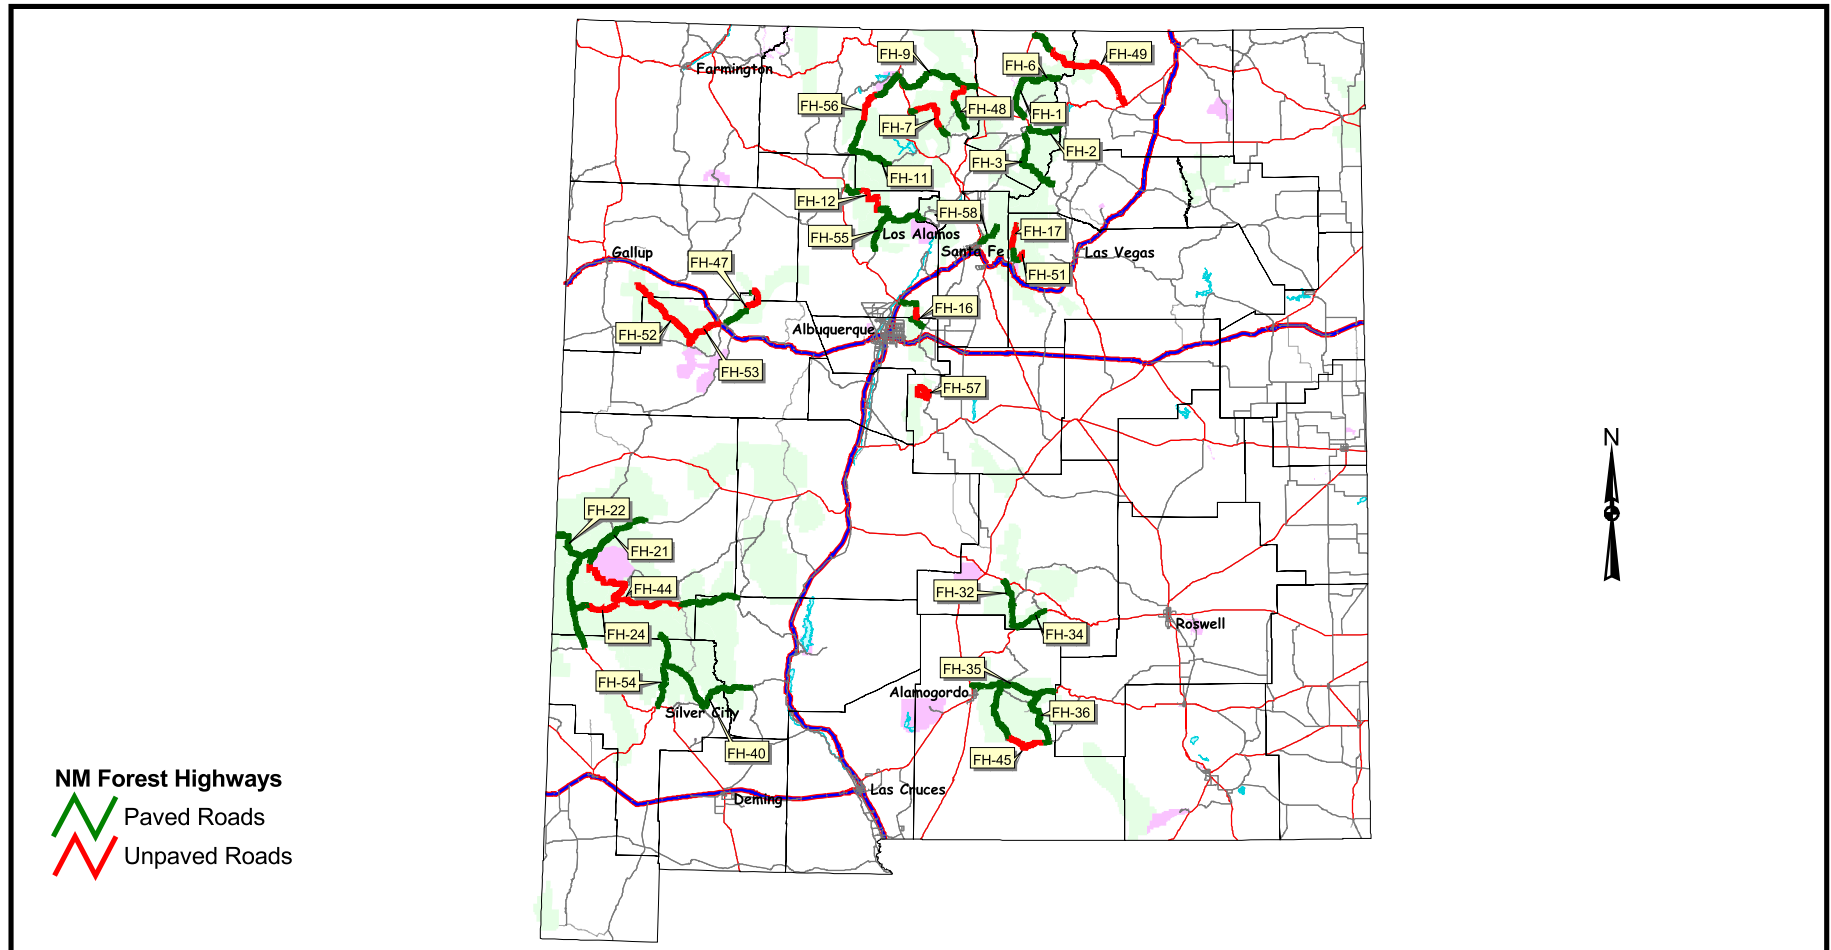 FH-9
FH-6
FH-49
Farmington
FH-56
FH-48
FH-1
FH-7
FH-2
FH-3
FH-11
FH-12
FH-58
FH-17
FH-55
Los Alamos
Santa Fe
Las Vegas
Gallup
FH-47
FH-51
FH-16
Albuquerque
FH-52
FH-53
FH-57
N
FH-22
FH-21
FH-44
FH-32
FH-24
FH-34
Roswell
FH-35
FH-54
Alamogordo
Silver City
FH-36
FH-40
FH-45
NM Forest Highways
Paved Roads
Unpaved Roads
Deming
Las Cruces